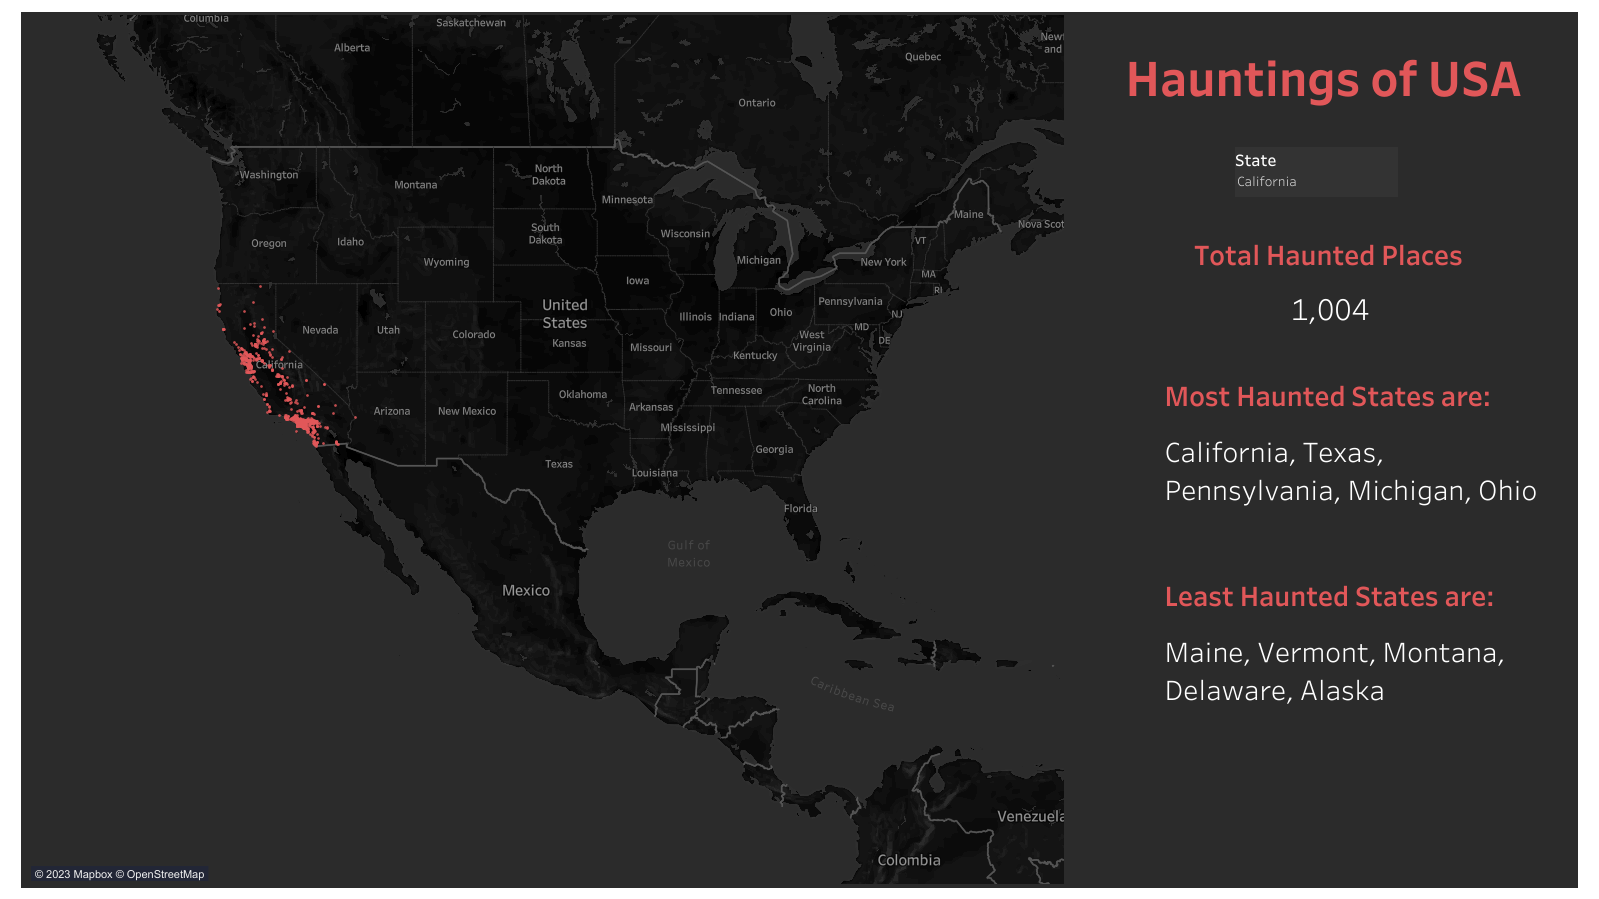 Columbia
Saskatchewan
Alberta
Quebec
Newf
and
Ontario
Washington
Montana
North
Dakota
Minnesota
Maine
Nova Scot
Oregon
Idaho
South
Dakota
Wisconsin
VT
Wyoming
Michigan
New York
MA
Iowa
RI
United
States
Pennsylvania
Illinois
Indiana
Ohio
NJ
Nevada
Utah
Colorado
Kansas
Missouri
West
Virginia
MD
DE
California
Kentucky
Oklahoma
Tennessee
North
Carolina
Arizona
New Mexico
Arkansas
Mississippi
Georgia
Texas
Louisiana
Florida
Gulf of
Mexico
Mexico
Caribbean Sea
Venezuela
Colombia
© 2023 Mapbox © OpenStreetMap
Hauntings of USA
State
California
Total Haunted Places
1,004
Most Haunted States are:
California, Texas,
Pennsylvania, Michigan, Ohio
Least Haunted States are:
Maine, Vermont, Montana,
Delaware, Alaska